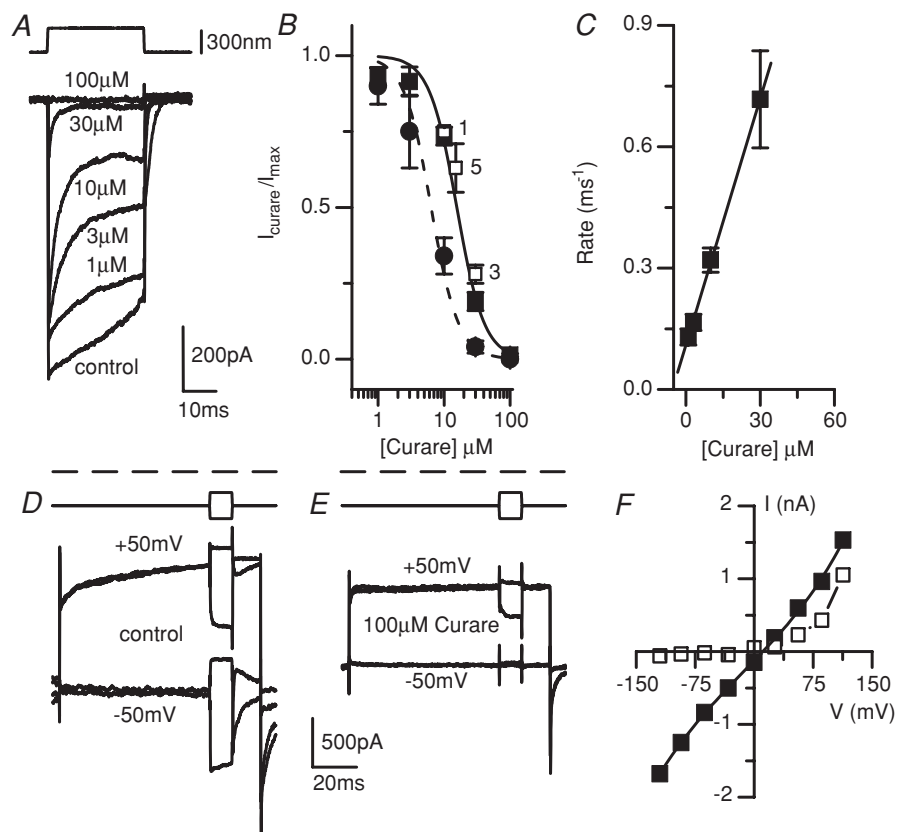 A
300nm
100μM
30μM
10μM
3μM
1μM
control
200pA
10ms
B
I curare/I max
1.0
0.5
0.0
1
5
3
1 10 100
[Curare] μM
C
Rate (ms-1)
0.9
0.6
0.3
0.0
0 30 60
[Curare] μM
D
+50mV
control
-50mV
E
+50mV
100μM Curare
-50mV
500pA
20ms
F
I (nA)
2
1
-150 -75 75 150
V (mV)
-1
-2